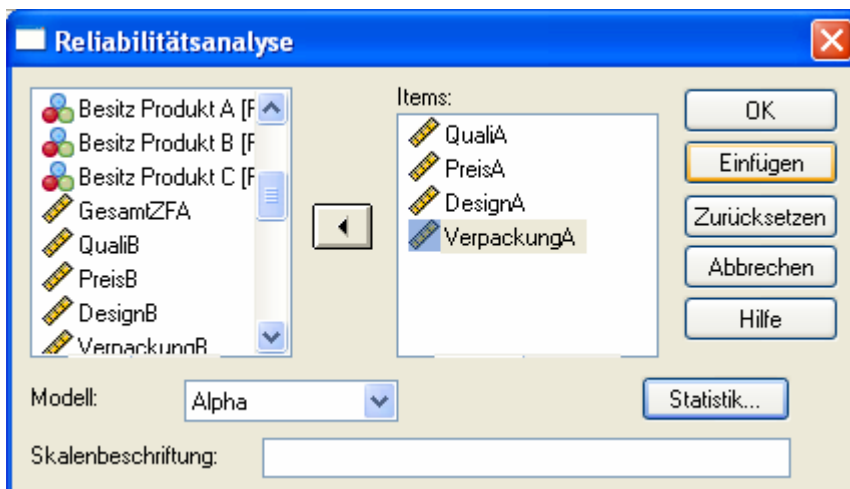 Reliabilitätsanalyse
Besitz Produkt A [F
Besitz Produkt B [F
Besitz Produkt C [F
GesamtZFA
QualiB
PreisB
DesignB
VerpackungB
Items:
QualiA
PreisA
DesignA
VerpackungA
OK
Einfügen
Zurücksetzen
Abbrechen
Hilfe
Modell:
Alpha
Statistik...
Skalenbeschriftung: